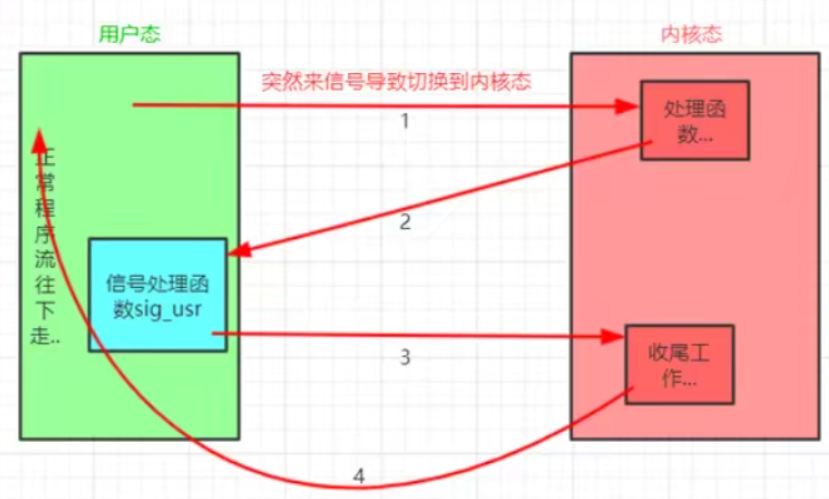 用户态
内核态
突然来信号导致切换到内核态
1
处理函
数...
2
正常程序流往下走..
信号处理函
数sig_usr
3
收尾工
作...
4